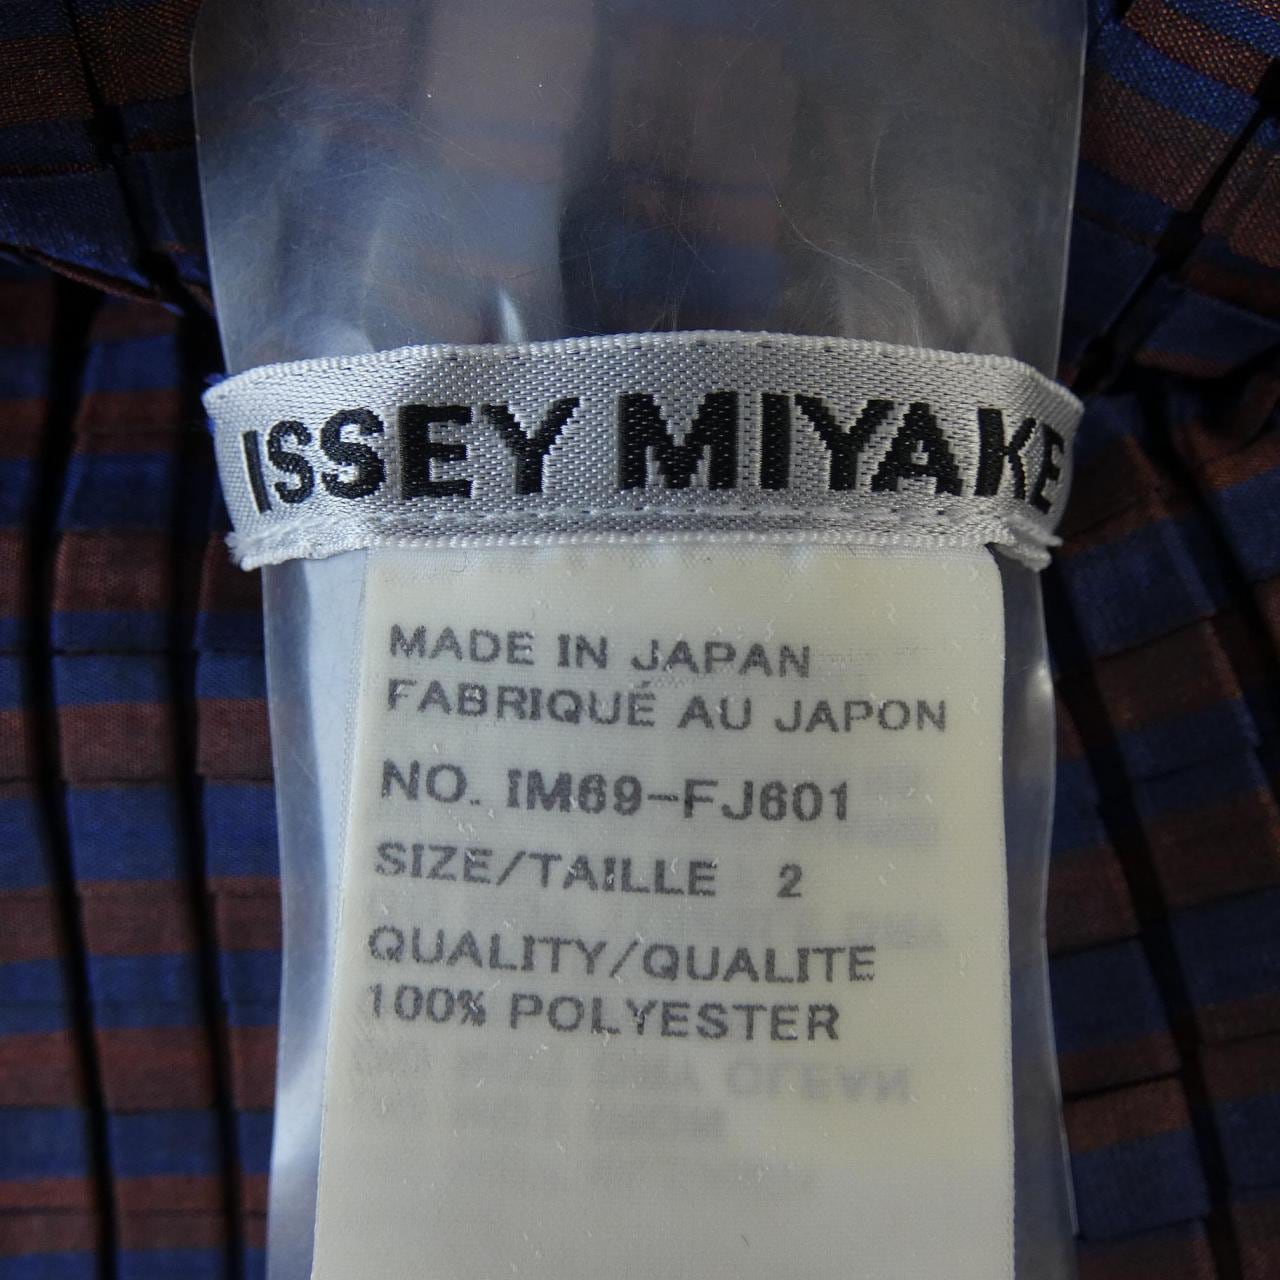 ISSEY MIYAKE
MADE IN JAPAN
FABRIQUÉ AU JAPON
NO. IM69-FJ601
SIZE/TAILLE 2
QUALITY/QUALITE
100% POLYESTER